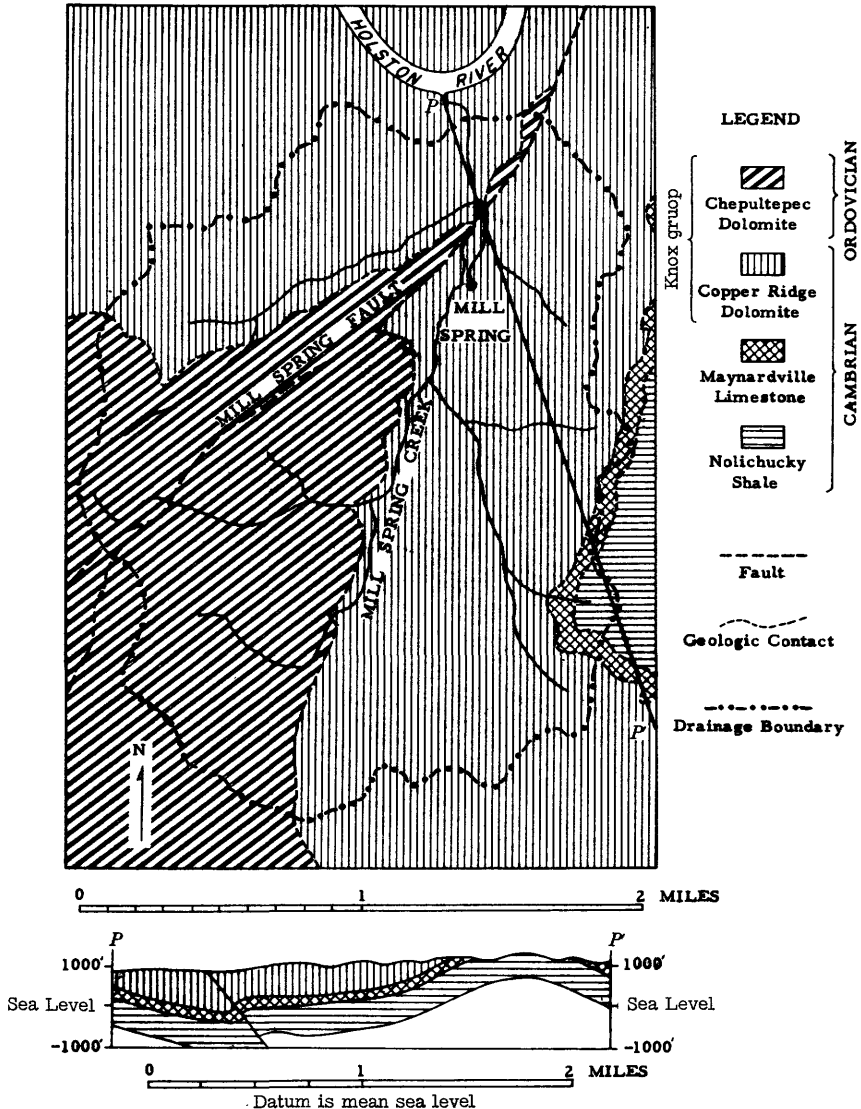 HOLSTON RIVER
P
MILL SPRING FAULT
MILL
SPRING
MILL SPRING CREEK
P'
N
LEGEND
Chepultepec
Dolomite
Copper Ridge
Dolomite
Maynardville
Limestone
Nolichucky
Shale
Knox gruop
ORDOVICIAN
CAMBRIAN
Fault
Geologic Contact
Drainage Boundary
0 1 2 MILES
P P'
1000' 1000'
Sea Level Sea Level
-1000' -1000'
0 1 2 MILES
Datum is mean sea level